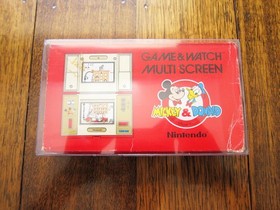 GAME & WATCH
MULTI SCREEN
MICKEY & DONALD
Nintendo